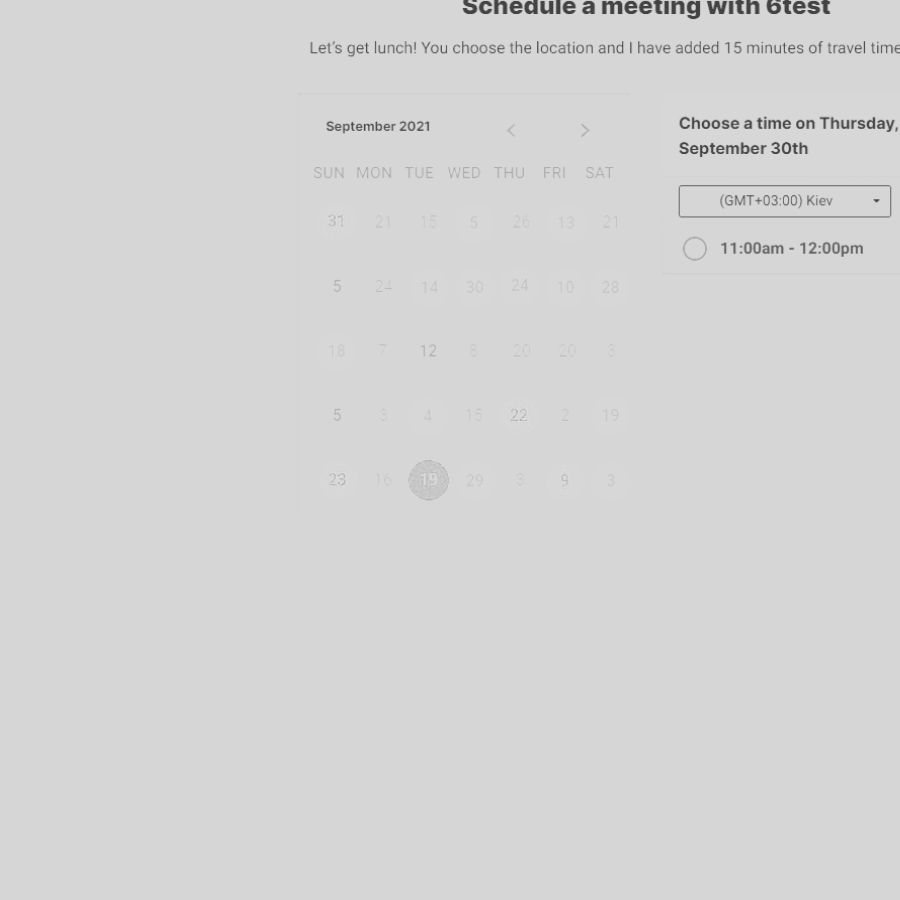 Schedule a meeting with 6test
Let's get lunch! You choose the location and I have added 15 minutes of travel time
September 2021
SUN MON TUE WED THU FRI SAT
31 21 15 5 26 13 21
5 24 14 30 24 10 28
18 7 12 8 20 20 3
5 3 4 15 22 2 19
23 16 19 29 3 9 3
Choose a time on Thursday,
September 30th
(GMT+03:00) Kiev
11:00am - 12:00pm